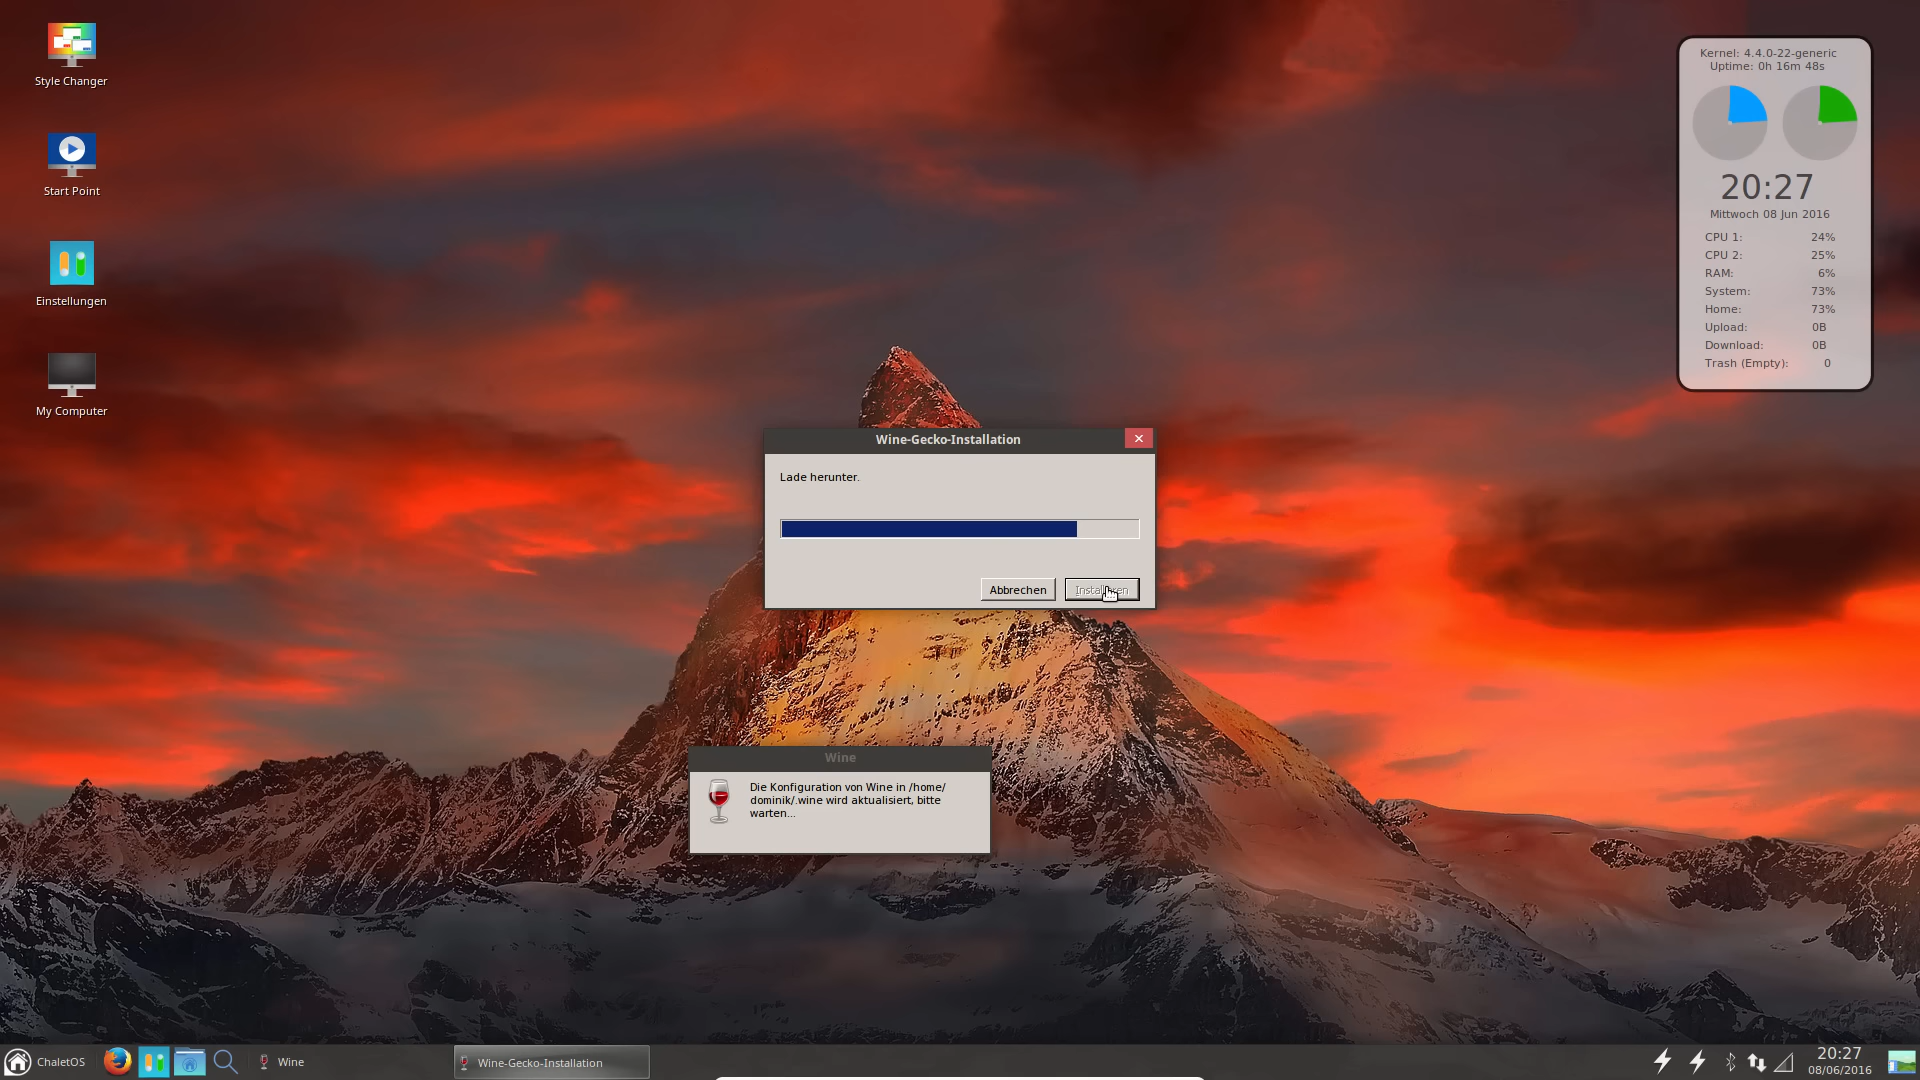 Style Changer
Start Point
Einstellungen
My Computer
Kernel: 4.4.0-22-generic
Uptime: 0h 16m 48s
20:27
Mittwoch 08 Jun 2016
CPU 1: 24%
CPU 2: 25%
RAM: 6%
System: 73%
Home: 73%
Upload: 0B
Download: 0B
Trash (Empty): 0
Wine-Gecko-Installation
Lade herunter.
Abbrechen
Installieren
Wine
Die Konfiguration von Wine in /home/
dominik/.wine wird aktualisiert, bitte
warten...
ChaletOS
Wine
Wine-Gecko-Installation
20:27
08/06/2016